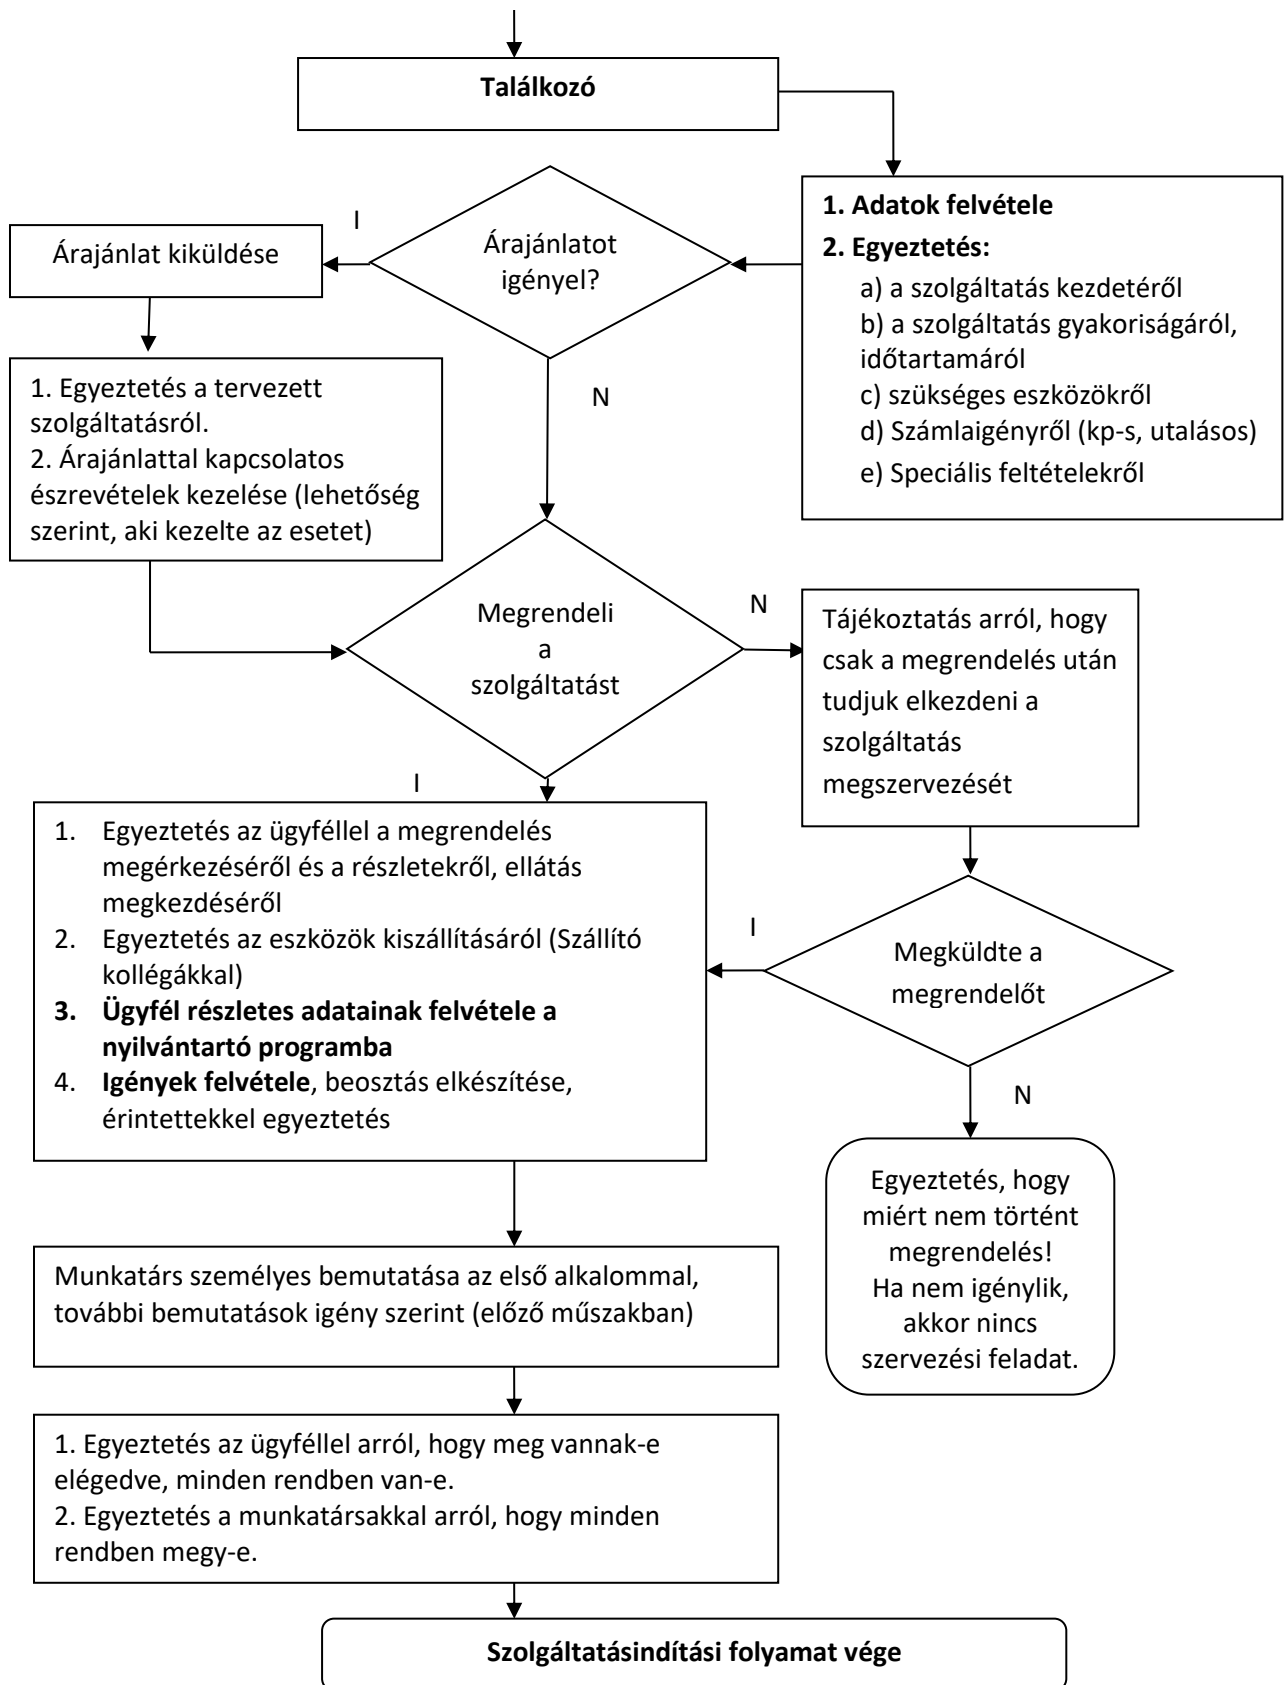 Találkozó
1. Adatok felvétele
2. Egyeztetés:
a) a szolgáltatás kezdetéről
b) a szolgáltatás gyakoriságáról,
időtartamáról
c) szükséges eszközökről
d) Számlaigényről (kp-s, utalásos)
e) Speciális feltételekről
Árajánlatot
igényel?
I
Árajánlat kiküldése
1. Egyeztetés a tervezett
szolgáltatásról.
2. Árajánlattal kapcsolatos
észrevételek kezelése (lehetőség
szerint, aki kezelte az esetet)
N
Megrendeli
a
szolgáltatást
N
Tájékoztatás arról, hogy
csak a megrendelés után
tudjuk elkezdeni a
szolgáltatás
megszervezését
I
1. Egyeztetés az ügyféllel a megrendelés
megérkezéséről és a részletekről, ellátás
megkezdéséről
2. Egyeztetés az eszközök kiszállításáról (Szállító
kollégákkal)
3. Ügyfél részletes adatainak felvétele a
nyilvántartó programba
4. Igények felvétele, beosztás elkészítése,
érintettekkel egyeztetés
I
Megküldte a
megrendelőt
N
Egyeztetés, hogy
miért nem történt
megrendelés!
Ha nem igénylik,
akkor nincs
szervezési feladat.
Munkatárs személyes bemutatása az első alkalommal,
további bemutatások igény szerint (előző műszakban)
1. Egyeztetés az ügyféllel arról, hogy meg vannak-e
elégedve, minden rendben van-e.
2. Egyeztetés a munkatársakkal arról, hogy minden
rendben megy-e.
Szolgáltatásindítási folyamat vége